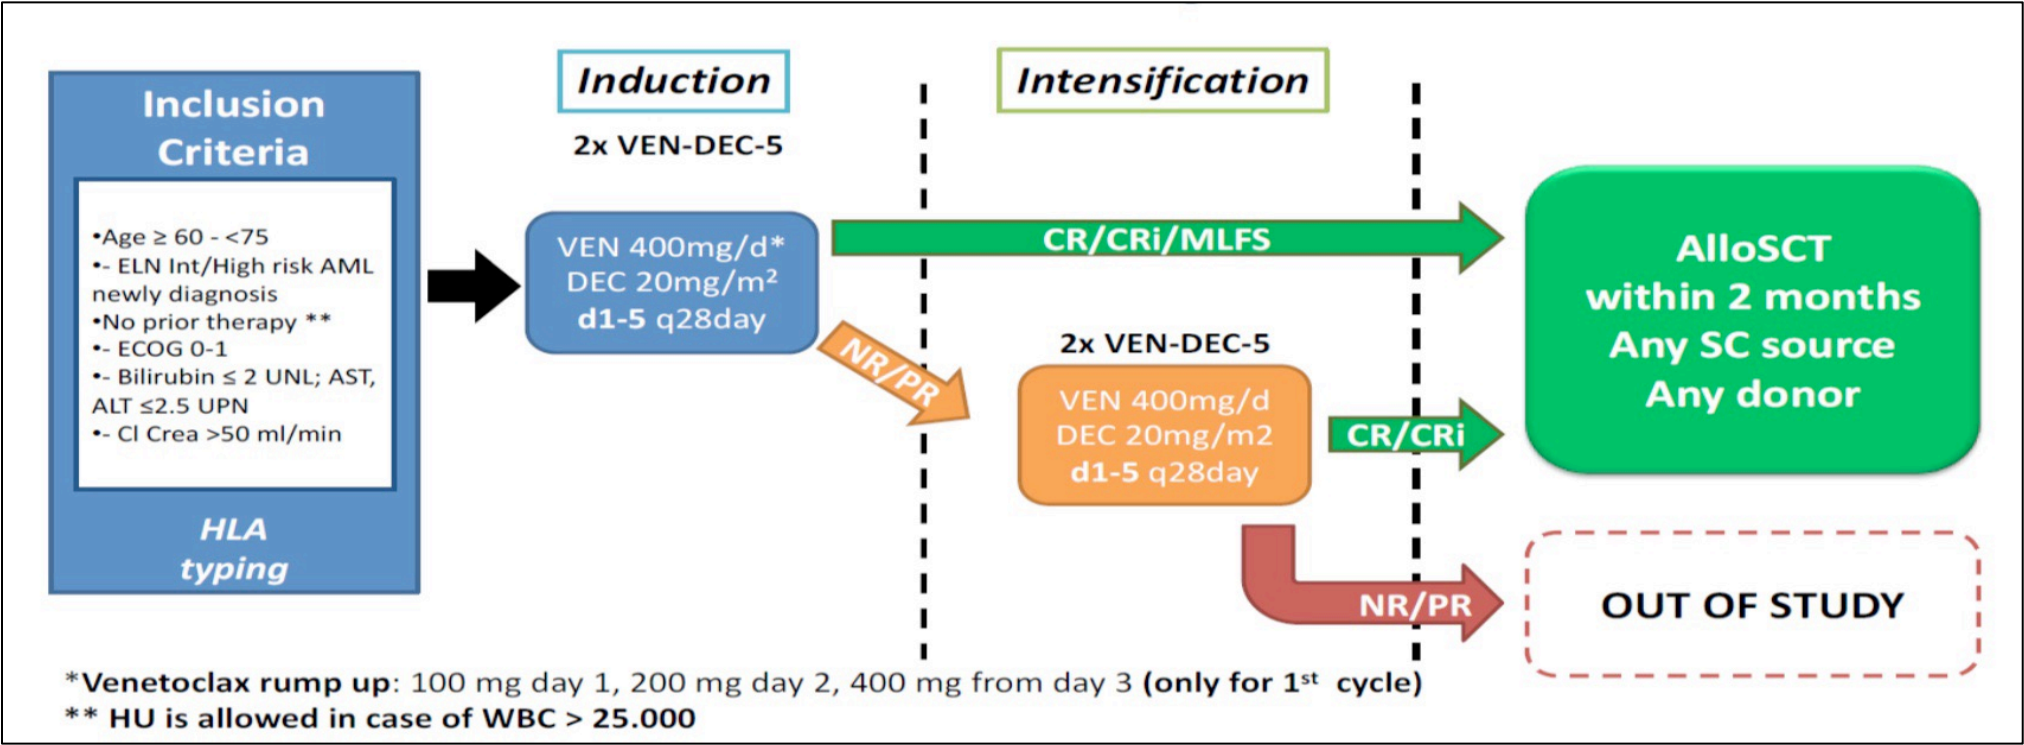 Inclusion
Criteria
•Age ≥ 60 - <75
•- ELN Int/High risk AML
newly diagnosis
•No prior therapy **
•- ECOG 0-1
•- Bilirubin ≤ 2 UNL; AST,
ALT ≤2.5 UPN
•- Cl Crea >50 ml/min
HLA
typing
Induction
2x VEN-DEC-5
VEN 400mg/d*
DEC 20mg/m²
d1-5 q28day
Intensification
CR/CRi/MLFS
NR/PR
2x VEN-DEC-5
VEN 400mg/d
DEC 20mg/m2
d1-5 q28day
CR/CRi
NR/PR
AlloSCT
within 2 months
Any SC source
Any donor
OUT OF STUDY
*Venetoclax rump up: 100 mg day 1, 200 mg day 2, 400 mg from day 3 (only for 1st cycle)
** HU is allowed in case of WBC > 25.000